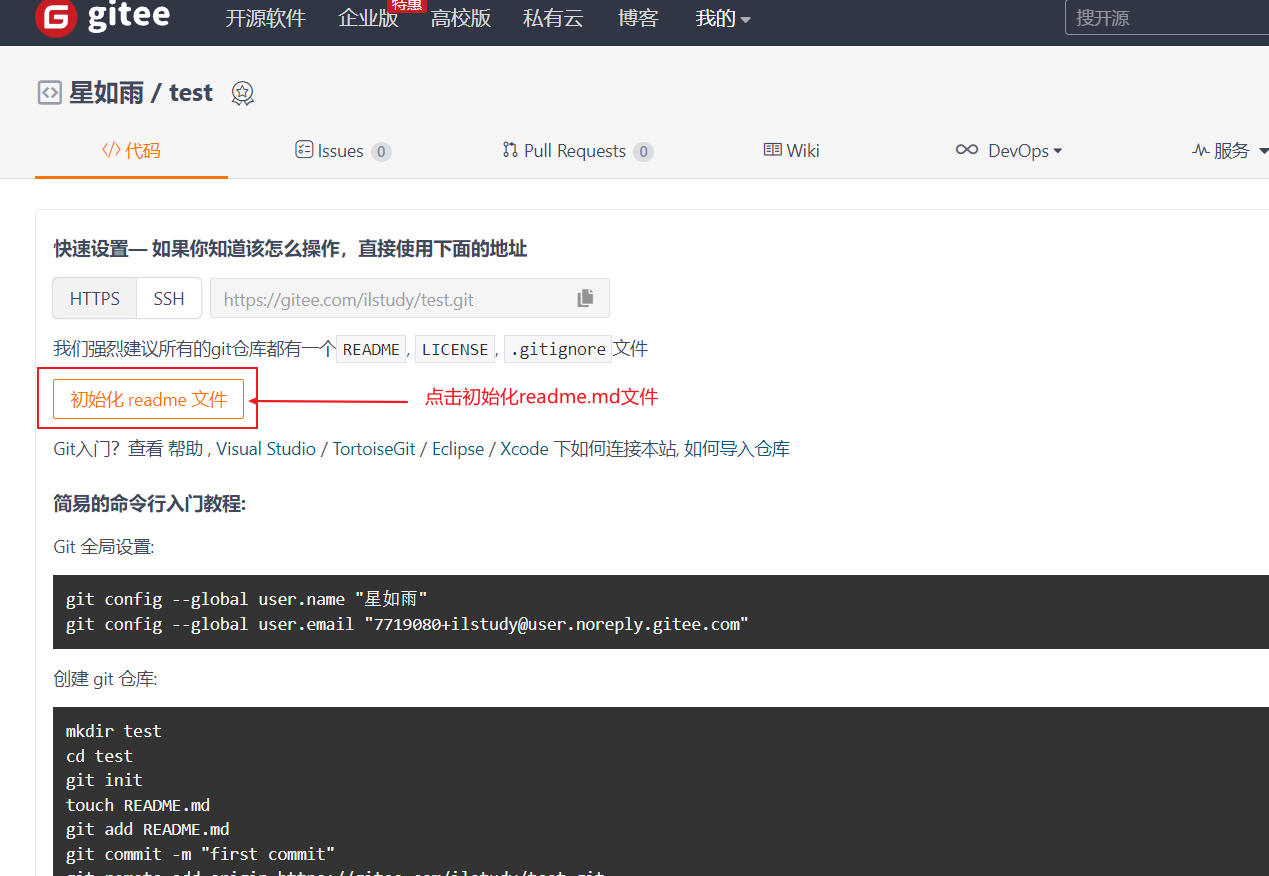 gitee 开源软件 企业版 特惠 高校版 私有云 博客 我的 搜开源
星如雨 / test
代码 Issues 0 Pull Requests 0 Wiki DevOps 服务
快速设置— 如果你知道该怎么操作，直接使用下面的地址
HTTPS SSH https://gitee.com/ilstudy/test.git
我们强烈建议所有的git仓库都有一个 README , LICENSE , .gitignore 文件
初始化 readme 文件 点击初始化readme.md文件
Git入门？查看 帮助 , Visual Studio / TortoiseGit / Eclipse / Xcode 下如何连接本站, 如何导入仓库
简易的命令行入门教程:
Git 全局设置:
git config --global user.name "星如雨"
git config --global user.email "7719080+ilstudy@user.noreply.gitee.com"
创建 git 仓库:
mkdir test
cd test
git init
touch README.md
git add README.md
git commit -m "first commit"
git remote add origin https://gitee.com/ilstudy/test.git